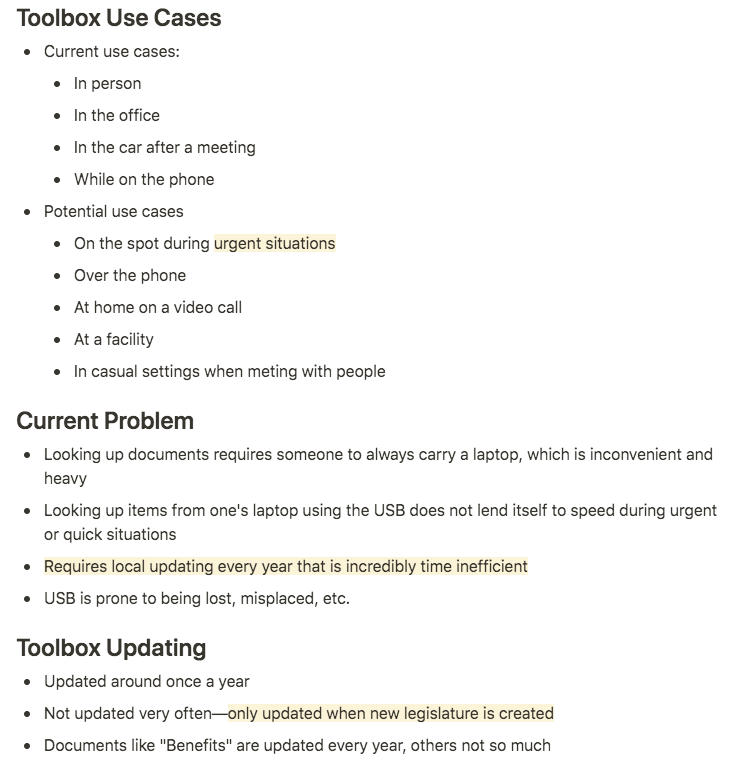 Toolbox Use Cases
Current use cases:
In person
In the office
In the car after a meeting
While on the phone
Potential use cases
On the spot during urgent situations
Over the phone
At home on a video call
At a facility
In casual settings when meting with people
Current Problem
Looking up documents requires someone to always carry a laptop, which is inconvenient and
heavy
Looking up items from one's laptop using the USB does not lend itself to speed during urgent
or quick situations
Requires local updating every year that is incredibly time inefficient
USB is prone to being lost, misplaced, etc.
Toolbox Updating
Updated around once a year
Not updated very often—only updated when new legislature is created
Documents like "Benefits" are updated every year, others not so much